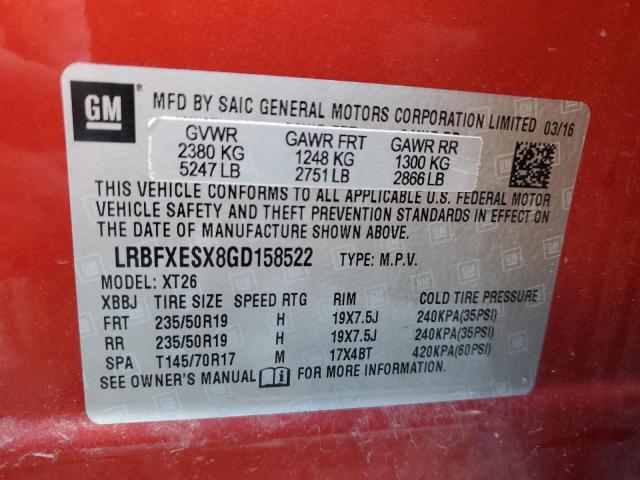 GM
MFD BY SAIC GENERAL MOTORS CORPORATION LIMITED 03/16
GVWR GAWR FRT GAWR RR
2380 KG 1248 KG 1300 KG
5247 LB 2751 LB 2866 LB
THIS VEHICLE CONFORMS TO ALL APPLICABLE U.S. FEDERAL MOTOR
VEHICLE SAFETY AND THEFT PREVENTION STANDARDS IN EFFECT ON
THE DATE OF MANUFACTURE SHOWN ABOVE.
LRBFXESX8GD158522 TYPE: M.P.V.
MODEL: XT26
XBBJ TIRE SIZE SPEED RTG RIM COLD TIRE PRESSURE
FRT 235/50R19 H 19X7.5J 240KPA(35PSI)
RR 235/50R19 H 19X7.5J 240KPA(35PSI)
SPA T145/70R17 M 17X4BT 420KPA(60PSI)
SEE OWNER'S MANUAL FOR MORE INFORMATION.